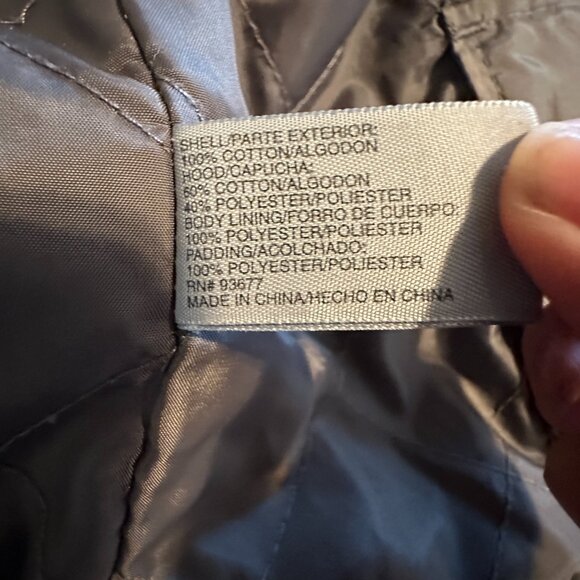 SHELL/PARTE EXTERIOR:
100% COTTON/ALGODON
HOOD/CAPUCHA:
60% COTTON/ALGODON
40% POLYESTER/POLIESTER
BODY LINING/FORRO DE CUERPO:
100% POLYESTER/POLIESTER
PADDING/ACOLCHADO:
100% POLYESTER/POLIESTER
RN# 93677
MADE IN CHINA/HECHO EN CHINA